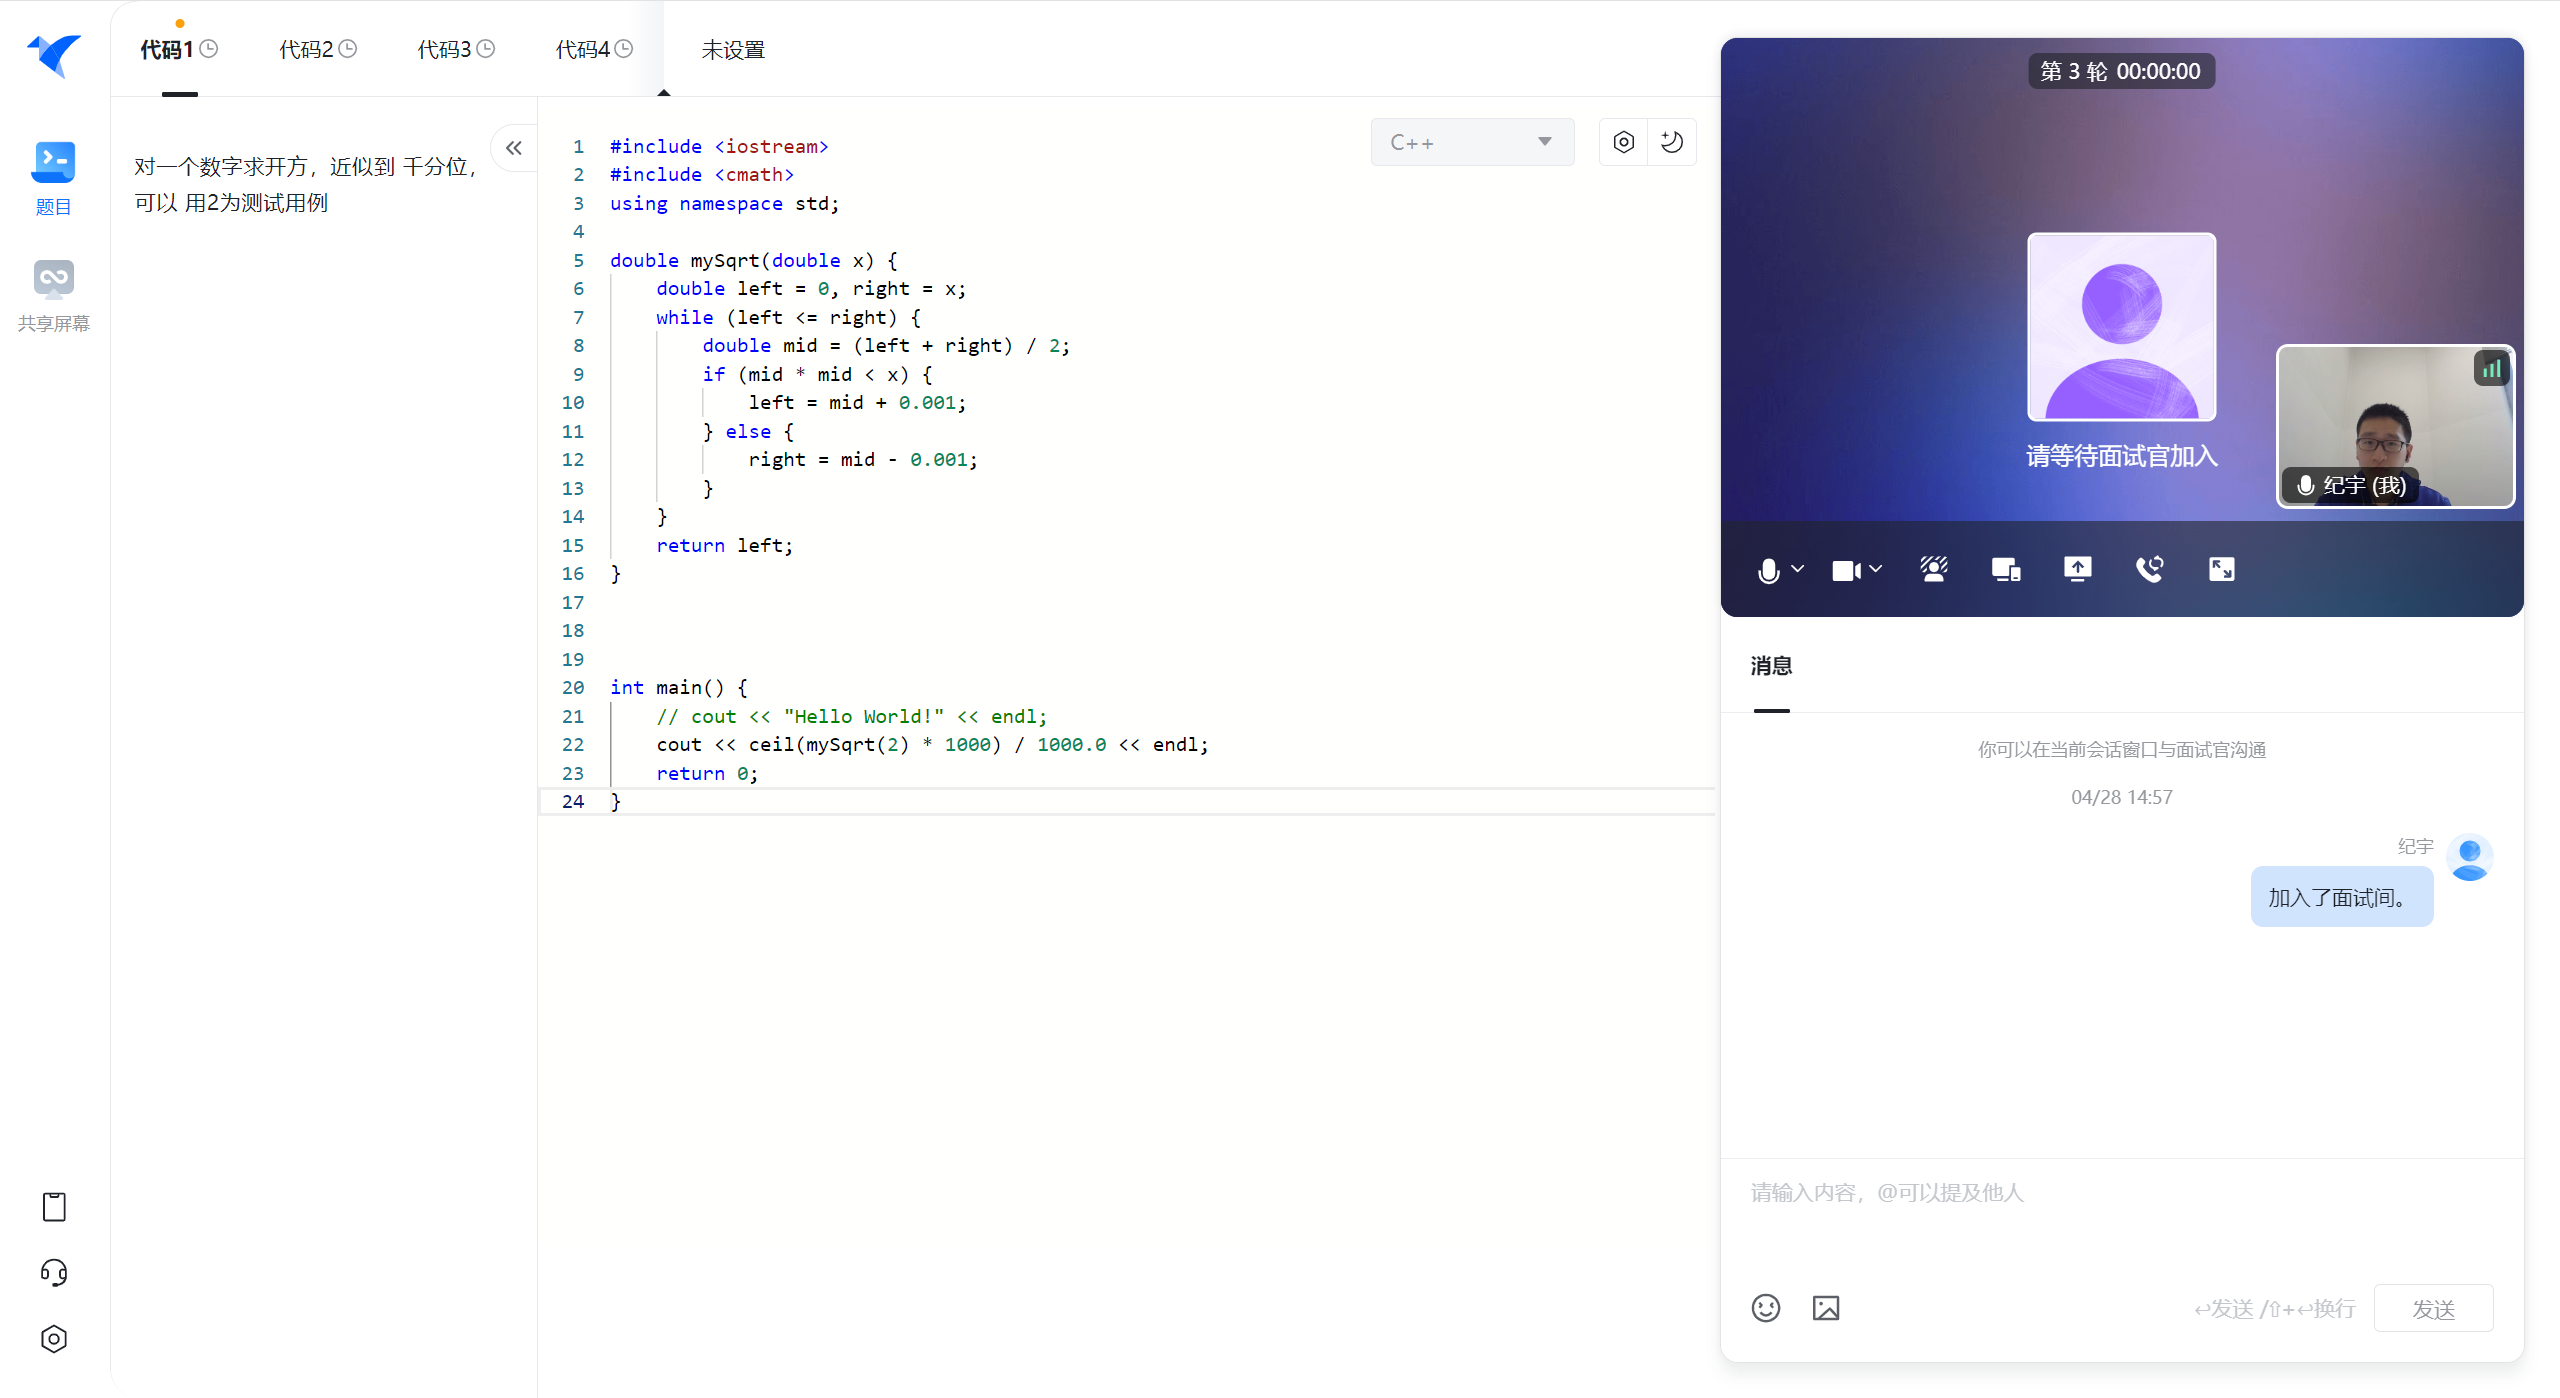 代码1
代码2
代码3
代码4
未设置
题目
共享屏幕
对一个数字求开方，近似到 千分位，
可以 用2为测试用例
C++
1 #include <iostream>
2 #include <cmath>
3 using namespace std;
4
5 double mySqrt(double x) {
6     double left = 0, right = x;
7     while (left <= right) {
8         double mid = (left + right) / 2;
9         if (mid * mid < x) {
10             left = mid + 0.001;
11         } else {
12             right = mid - 0.001;
13         }
14     }
15     return left;
16 }
17
18
19
20 int main() {
21     // cout << "Hello World!" << endl;
22     cout << ceil(mySqrt(2) * 1000) / 1000.0 << endl;
23     return 0;
24 }
第 3 轮 00:00:00
请等待面试官加入
纪宇 (我)
消息
你可以在当前会话窗口与面试官沟通
04/28 14:57
纪宇
加入了面试间。
请输入内容，@可以提及他人
↩发送 /⇧+↩换行
发送